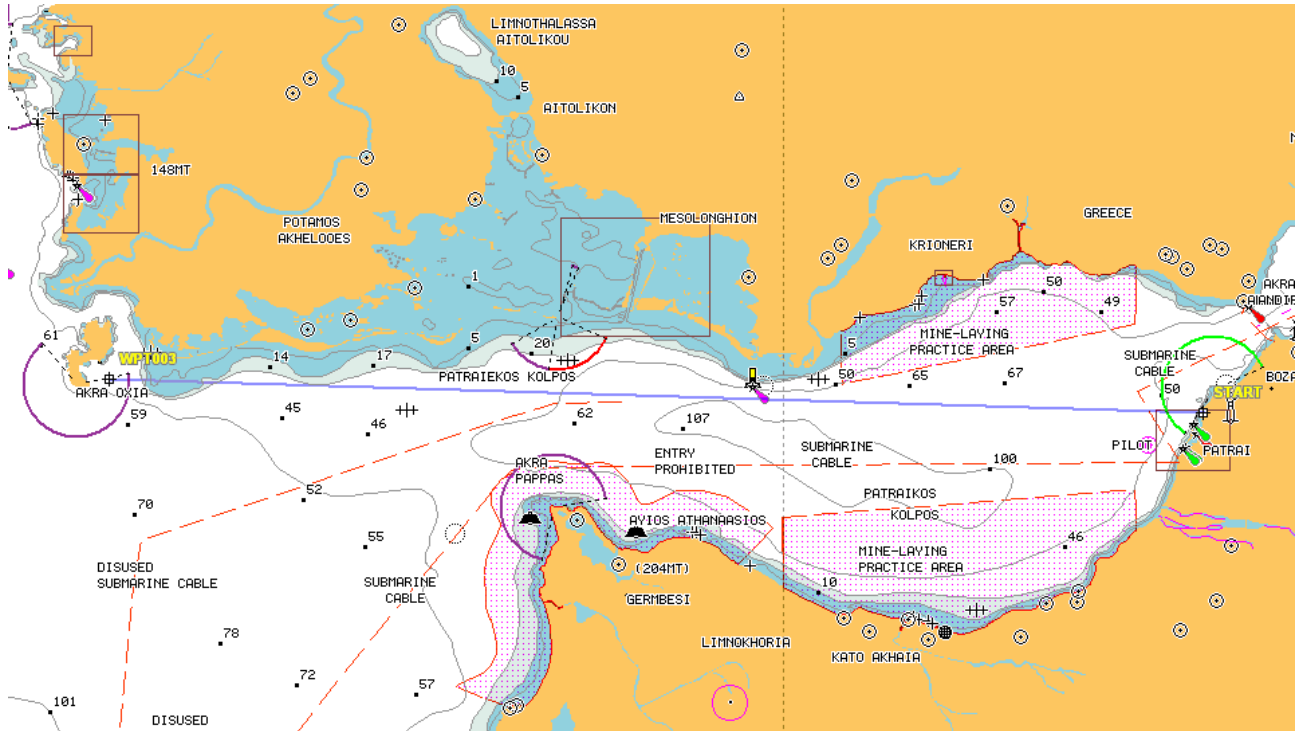 LIMNOTHALASSA
AITOLIKOU
10
5
AITOLIKON
148MT
MESOLONGHION
GREECE
POTAMOS
AKHELOOES
KRIONERI
1
50
57
49
AKRA
61
5
20
5
MINE-LAYING
PRACTICE AREA
WPT003
14
17
PATRAIEKOS KOLPOS
50
65
67
SUBMARINE
CABLE
50
BOZA
START
AKRA OXIA
59
45
46
62
107
SUBMARINE
CABLE
PILOT
PATRAI
ENTRY
PROHIBITED
AKRA
PAPPAS
100
70
52
PATRAIKOS
KOLPOS
AYIOS ATHANAASIOS
55
46
MINE-LAYING
PRACTICE AREA
DISUSED
SUBMARINE CABLE
SUBMARINE
CABLE
(204MT)
10
GERMBESI
78
LIMNOKHORIA
KATO AKHAIA
72
57
101
DISUSED